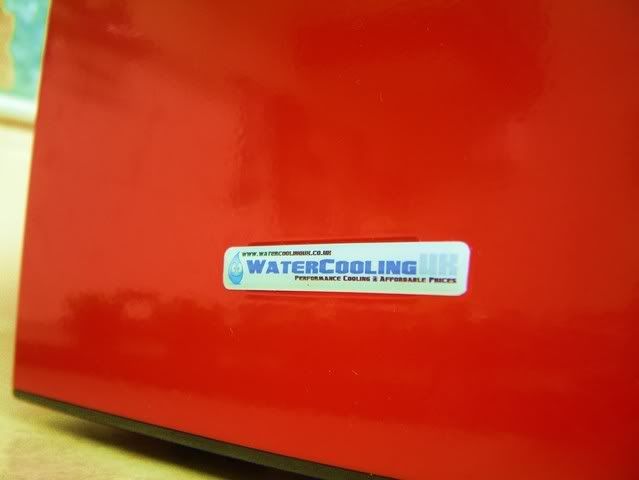 www.watercoolinguk.co.uk
WATERCOOLINGUK
PERFORMANCE COOLING @ AFFORDABLE PRICES